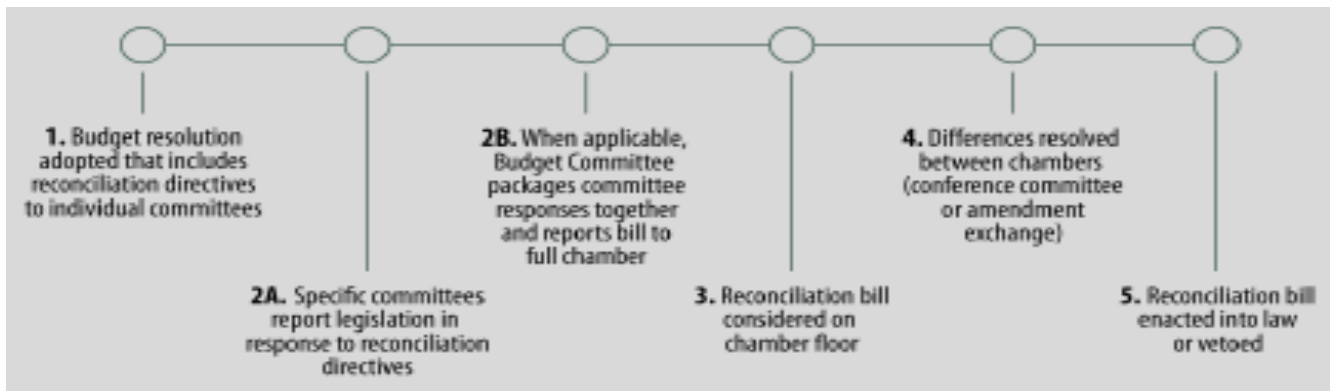 1. Budget resolution
adopted that includes
reconciliation directives
to individual committees
2A. Specific committees
report legislation in
response to reconciliation
directives
2B. When applicable,
Budget Committee
packages committee
responses together
and reports bill to
full chamber
3. Reconciliation bill
considered on
chamber floor
4. Differences resolved
between chambers
(conference committee
or amendment
exchange)
5. Reconciliation bill
enacted into law
or vetoed